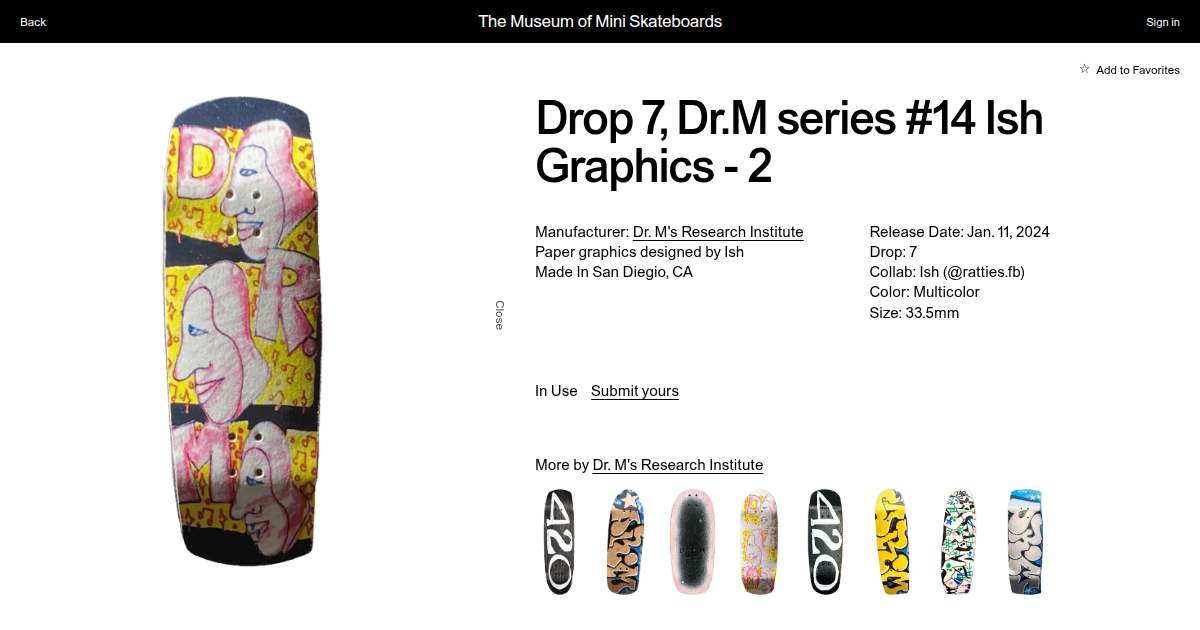 Back
The Museum of Mini Skateboards
Sign in
☆ Add to Favorites
Drop 7, Dr.M series #14 Ish
Graphics - 2
Manufacturer: Dr. M's Research Institute
Paper graphics designed by Ish
Made In San Diegio, CA
Release Date: Jan. 11, 2024
Drop: 7
Collab: Ish (@ratties.fb)
Color: Multicolor
Size: 33.5mm
Close
In Use Submit yours
More by Dr. M's Research Institute
D
R
M
420
420